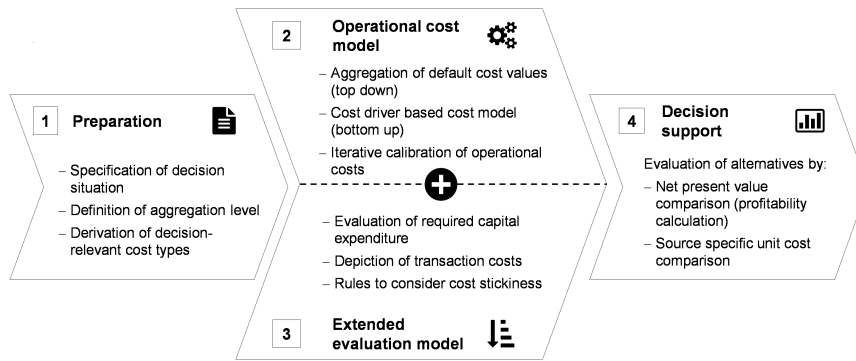 1 Preparation
– Specification of decision
situation
– Definition of aggregation level
– Derivation of decision-
relevant cost types
2 Operational cost
model
– Aggregation of default cost values
(top down)
– Cost driver based cost model
(bottom up)
– Iterative calibration of operational
costs
– Evaluation of required capital
expenditure
– Depiction of transaction costs
– Rules to consider cost stickiness
3 Extended
evaluation model
4 Decision
support
Evaluation of alternatives by:
– Net present value
comparison (profitability
calculation)
– Source specific unit cost
comparison